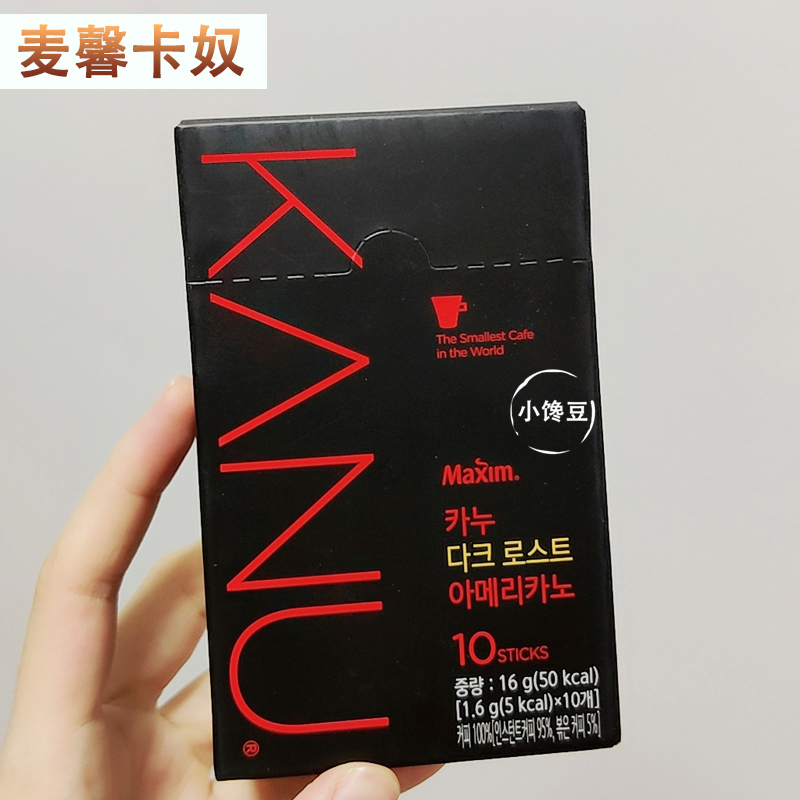 麦馨卡奴
KANU®
The Smallest Cafe
in the World
小馋豆
Maxim.
카누
다크 로스트
아메리카노
10 STICKS
중량 : 16 g(50 kcal)
[1.6 g(5 kcal)×10개]
커피 100%[인스턴트커피 95%, 볶은 커피 5%]